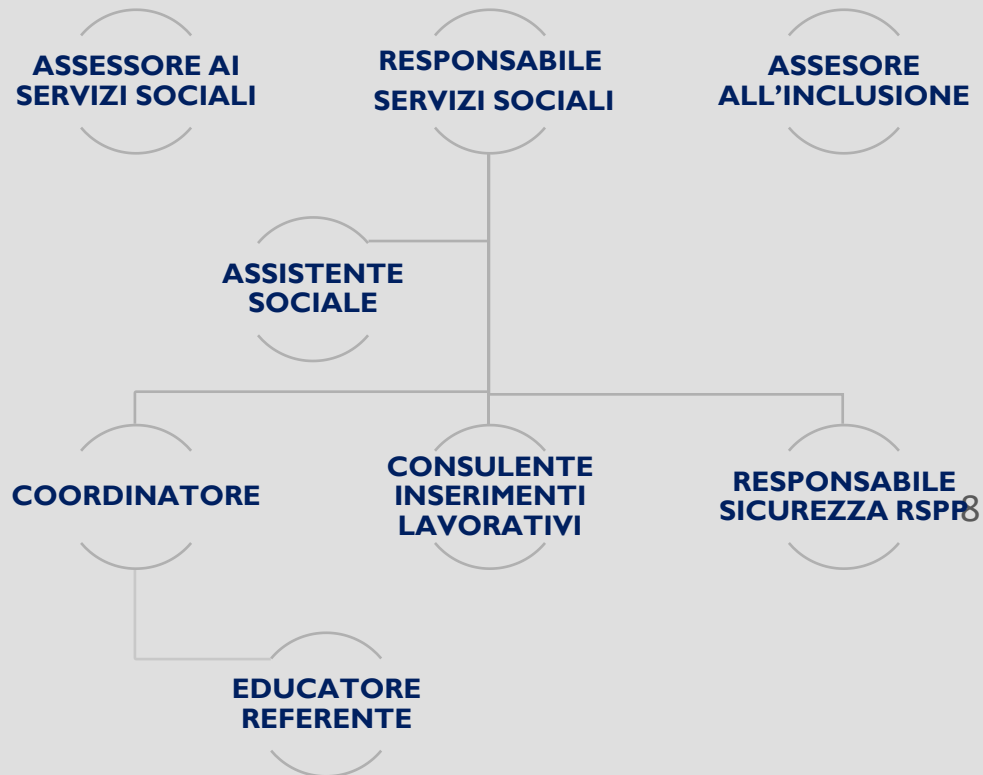 ASSESSORE AI
SERVIZI SOCIALI
RESPONSABILE
SERVIZI SOCIALI
ASSESORE
ALL'INCLUSIONE
ASSISTENTE
SOCIALE
COORDINATORE
CONSULENTE
INSERIMENTI
LAVORATIVI
RESPONSABILE
SICUREZZA RSPP
8
EDUCATORE
REFERENTE